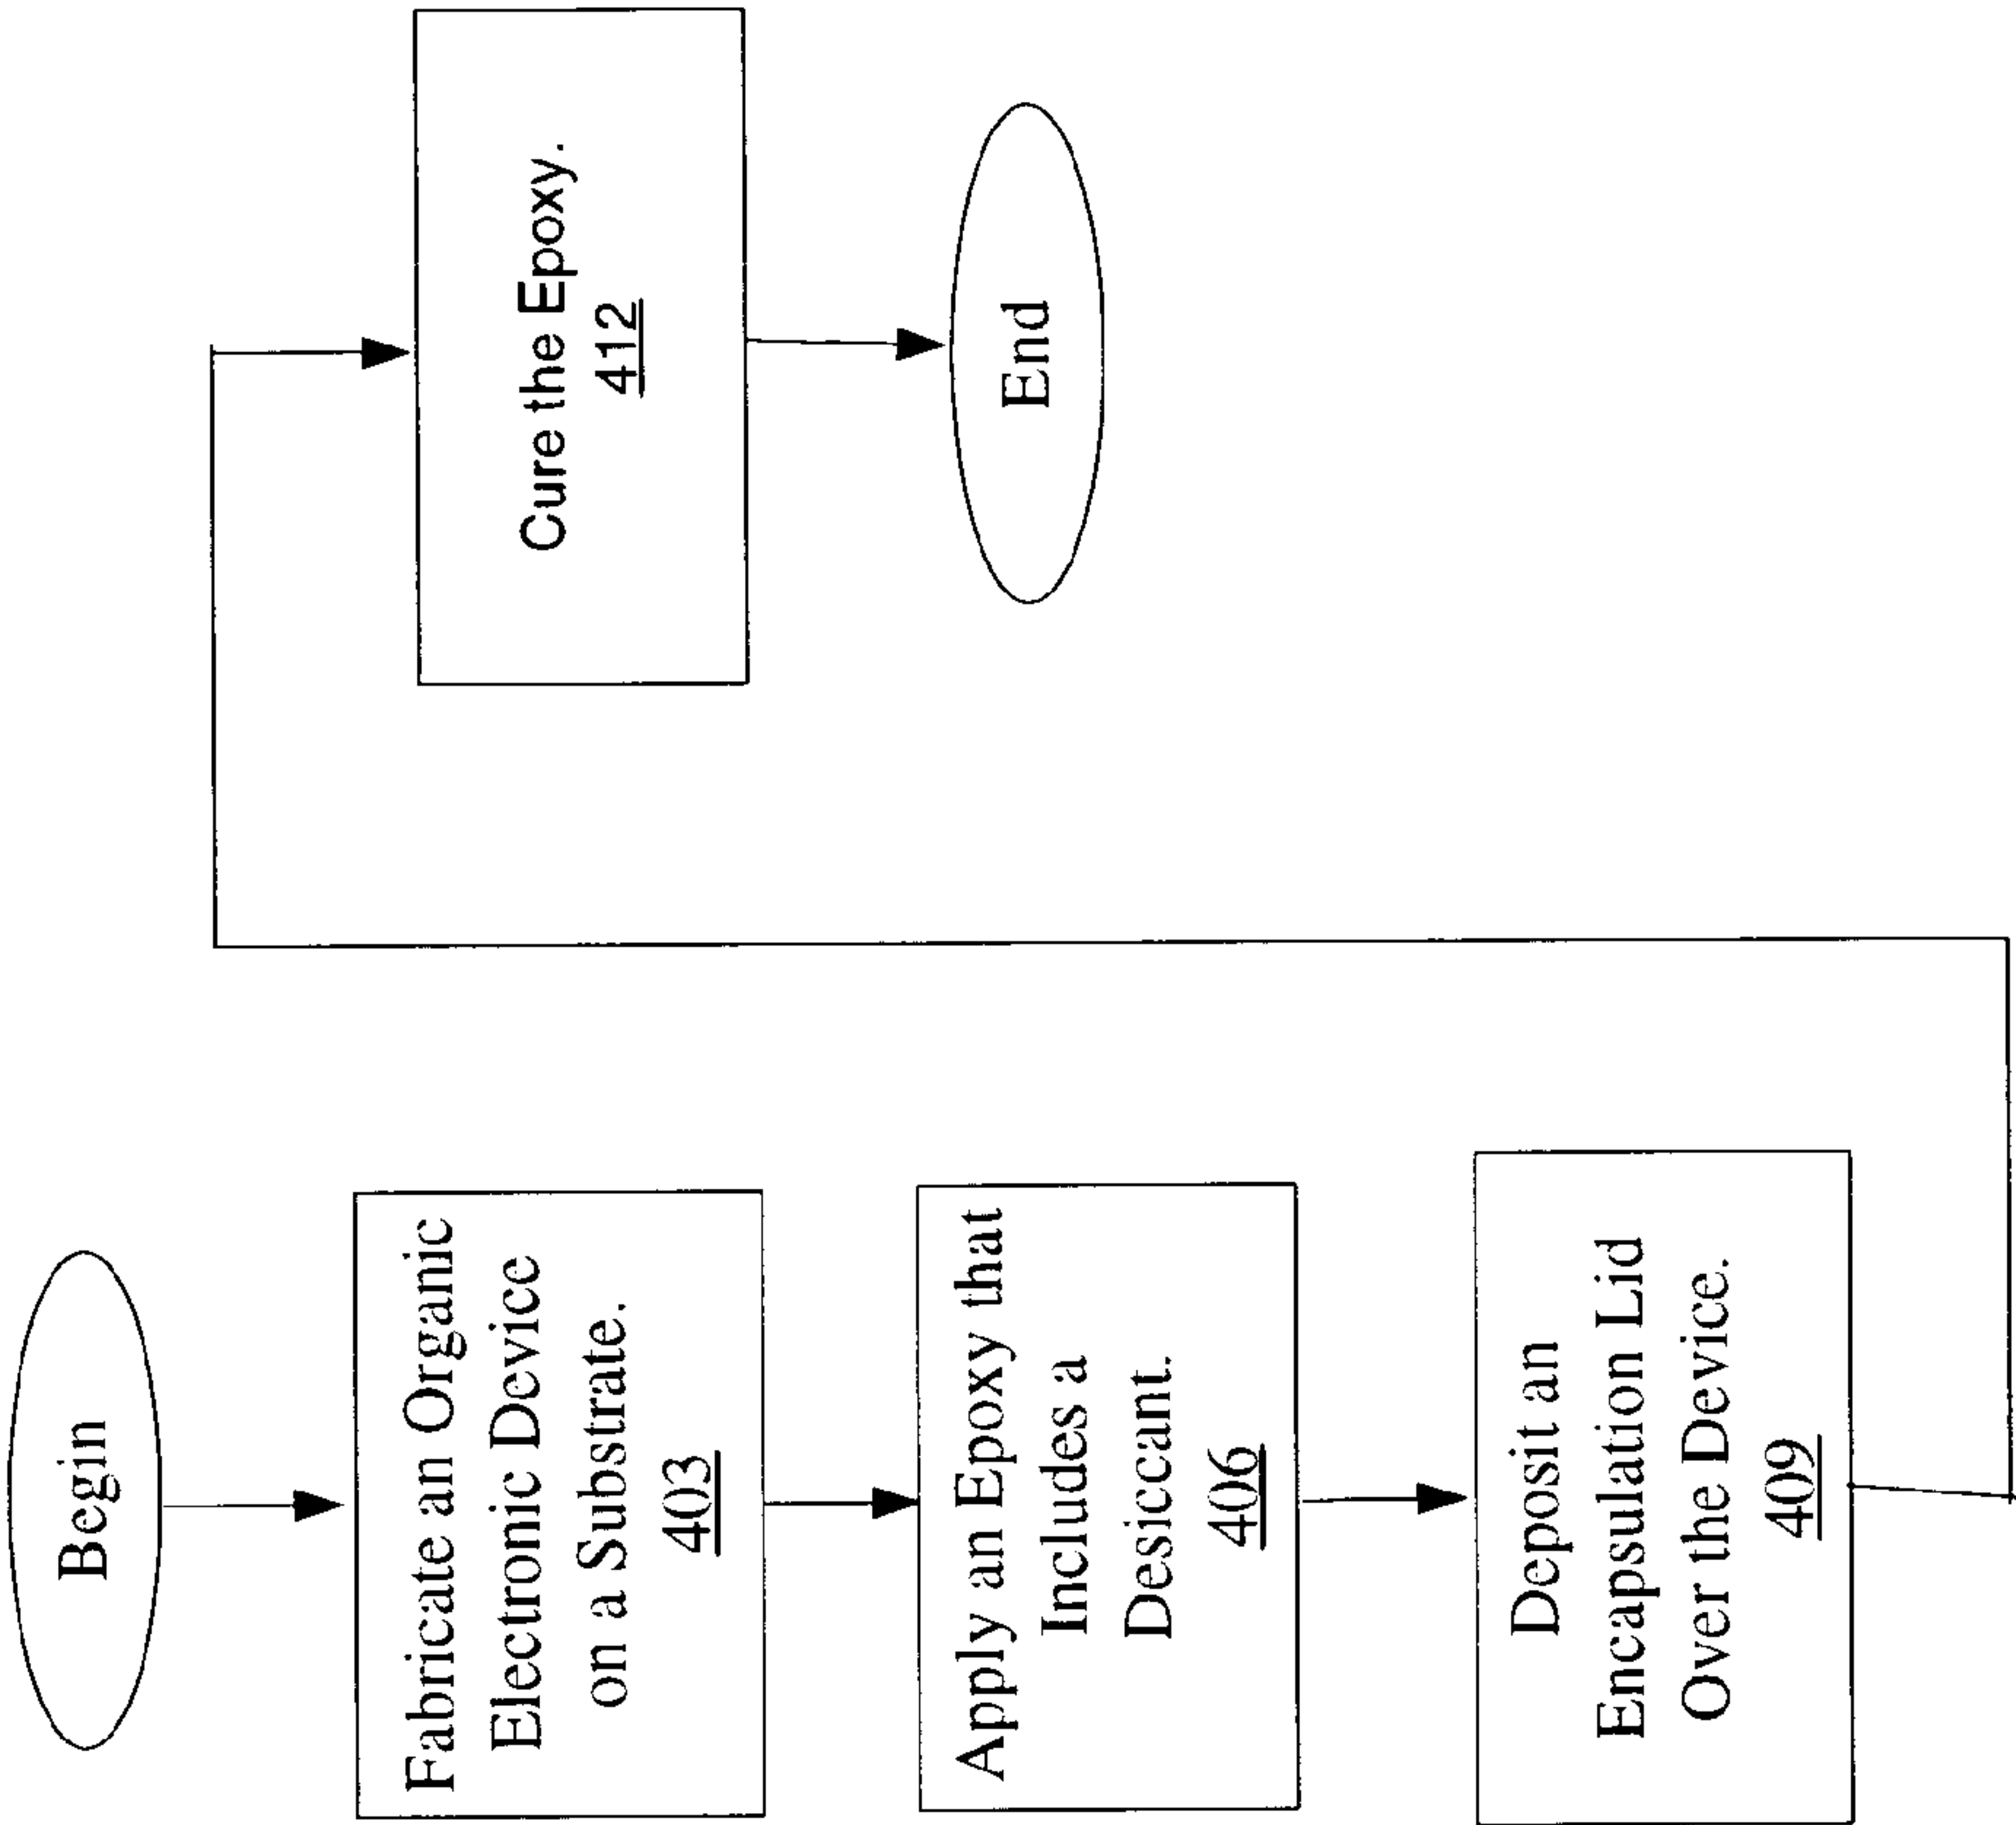 Begin
Fabricate an Organic
Electronic Device
on a Substrate.
403
Apply an Epoxy that
Includes a
Desiccant.
406
Deposit an
Encapsulation Lid
Over the Device.
409
Cure the Epoxy.
412
End